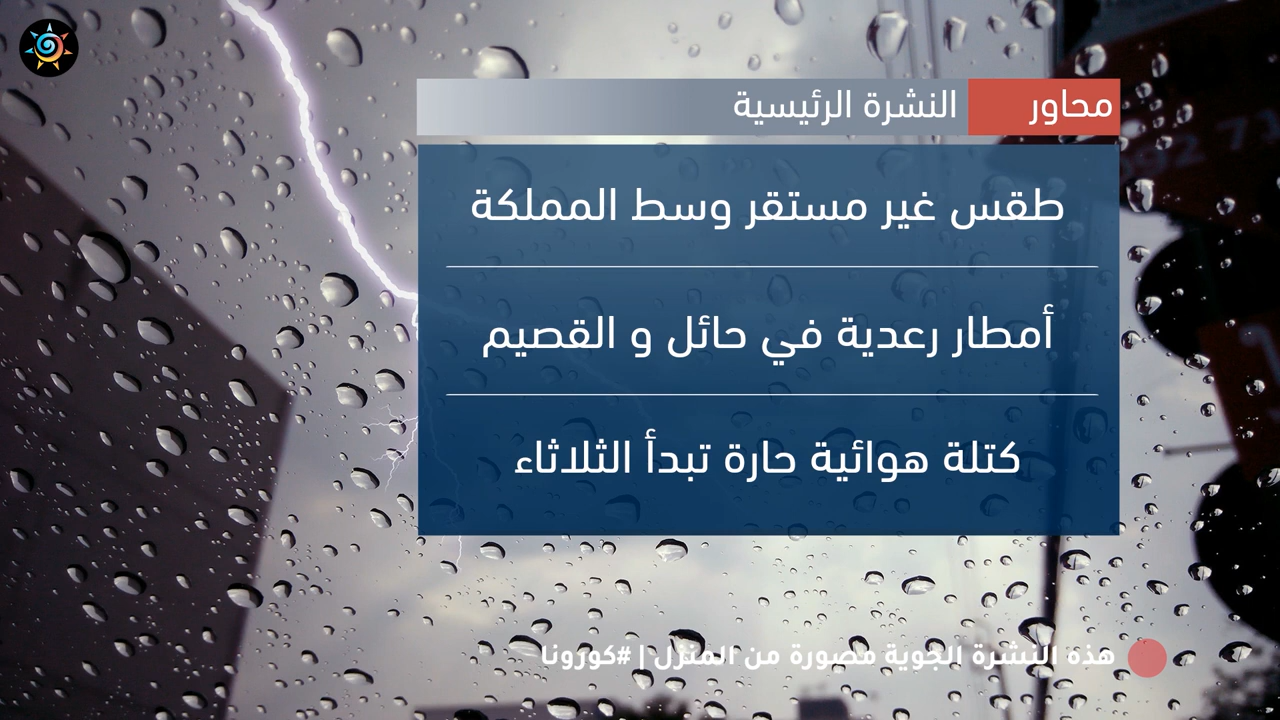 محاور النشرة الرئيسية
طقس غير مستقر وسط المملكة
أمطار رعدية في حائل و القصيم
كتلة هوائية حارة تبدأ الثلاثاء
هذه النشرة الجوية مصورة من المنزل | #كورونا